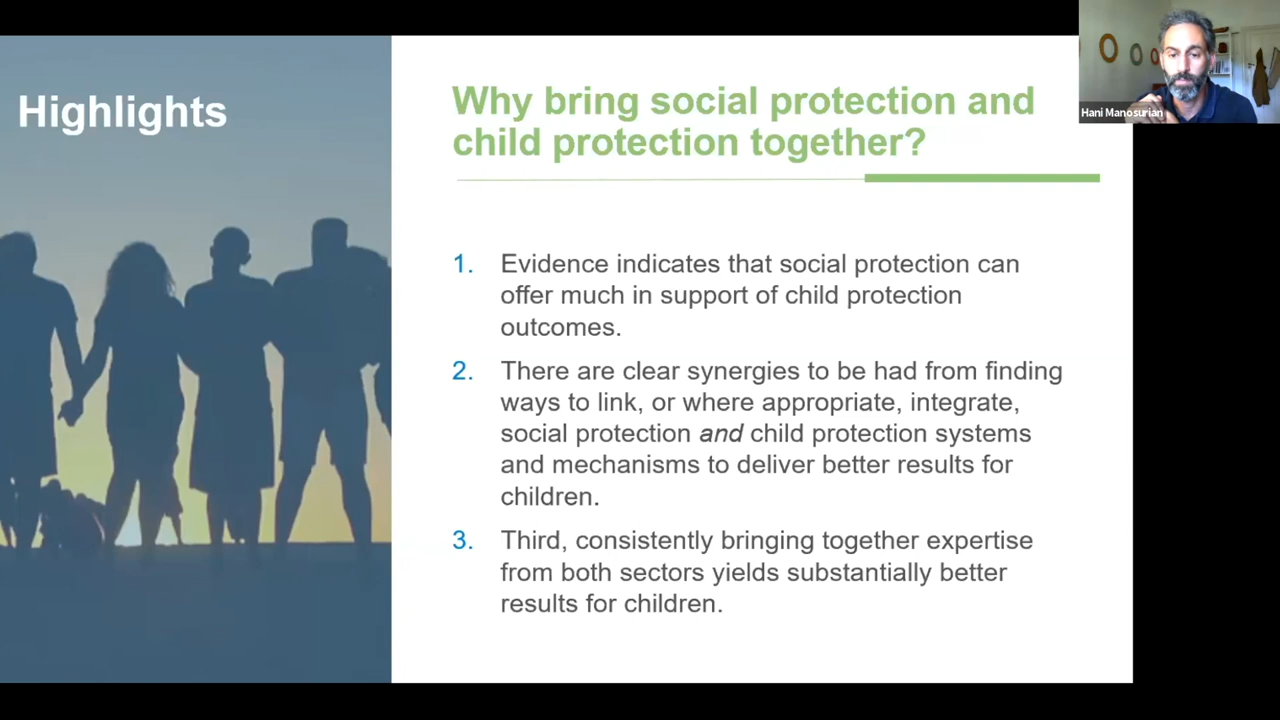 Highlights
Why bring social protection and
child protection together?
Hani Manosurian
1. Evidence indicates that social protection can
offer much in support of child protection
outcomes.
2. There are clear synergies to be had from finding
ways to link, or where appropriate, integrate,
social protection and child protection systems
and mechanisms to deliver better results for
children.
3. Third, consistently bringing together expertise
from both sectors yields substantially better
results for children.